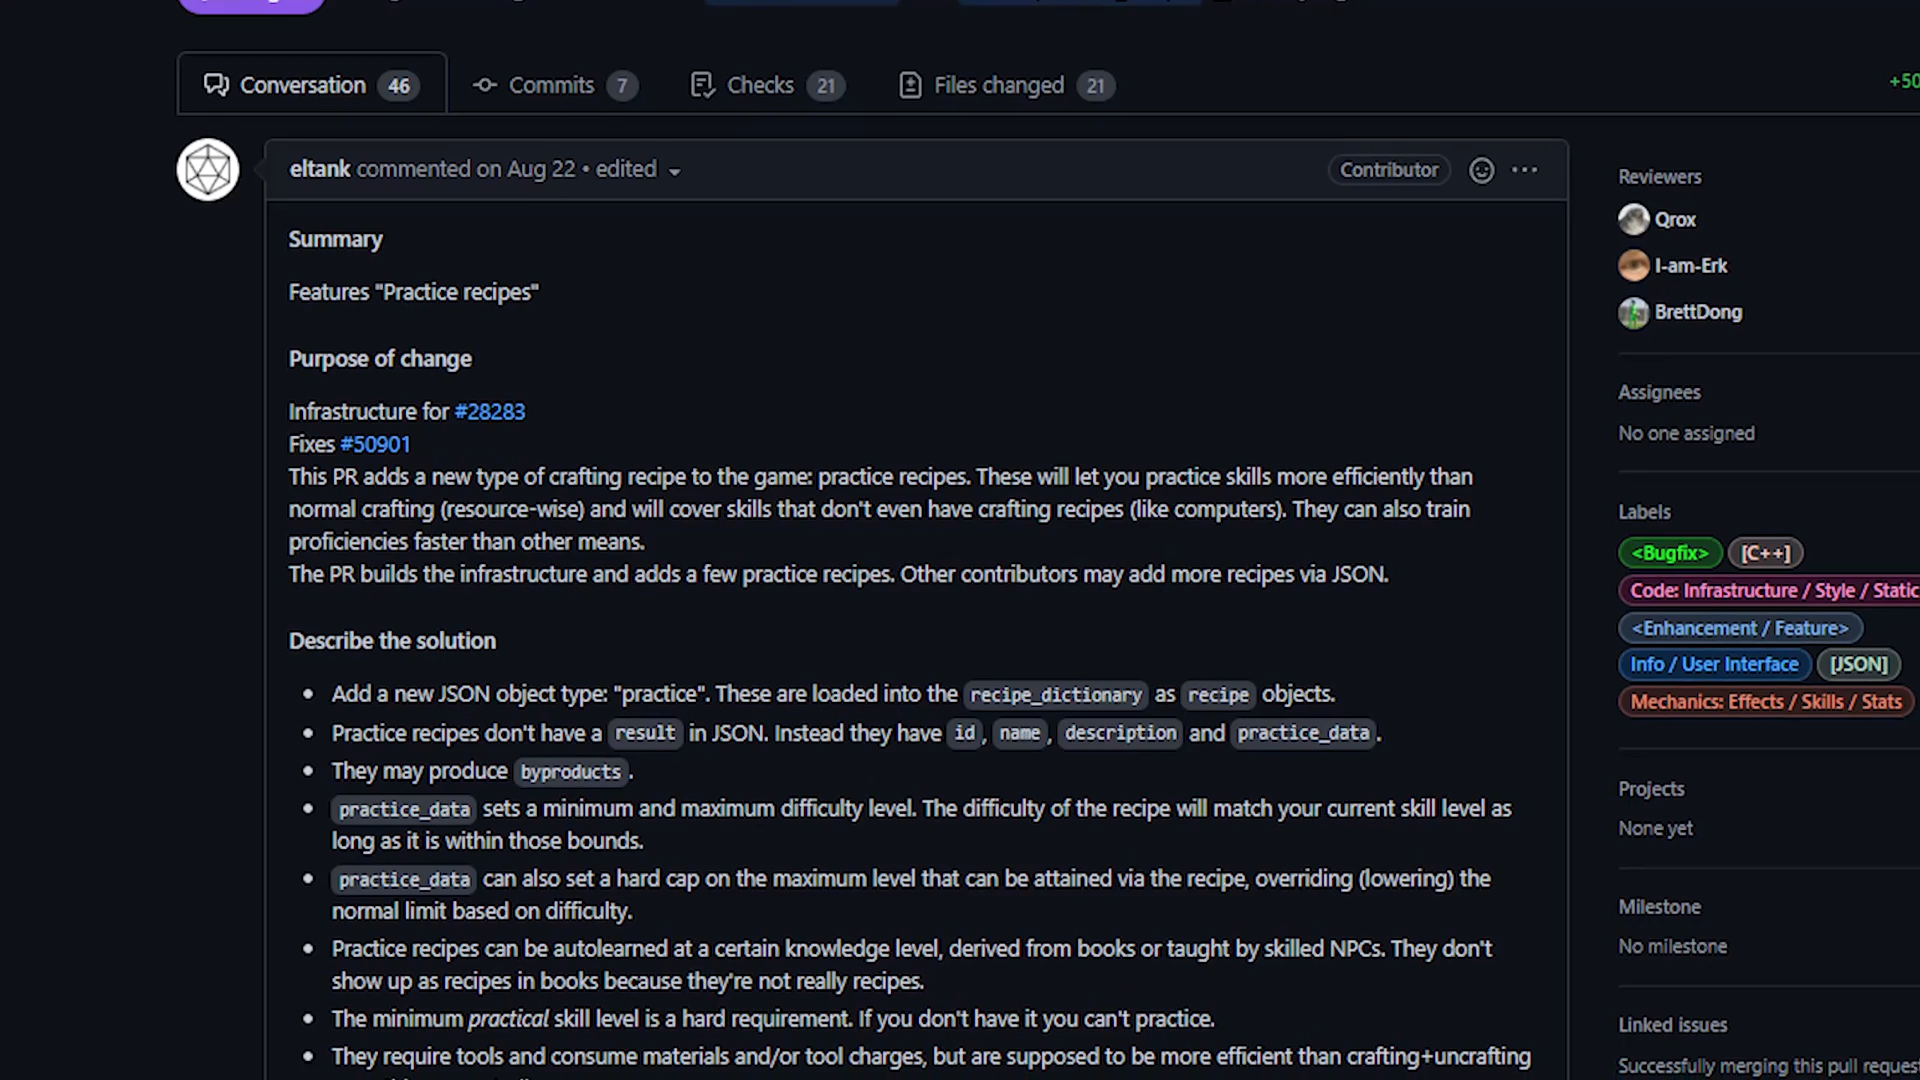 Conversation 46 Commits 7 Checks 21 Files changed 21
+50
eltank commented on Aug 22 • edited
Contributor
Summary
Features "Practice recipes"
Purpose of change
Infrastructure for #28283
Fixes #50901
This PR adds a new type of crafting recipe to the game: practice recipes. These will let you practice skills more efficiently than
normal crafting (resource-wise) and will cover skills that don't even have crafting recipes (like computers). They can also train
proficiencies faster than other means.
The PR builds the infrastructure and adds a few practice recipes. Other contributors may add more recipes via JSON.
Describe the solution
• Add a new JSON object type: "practice". These are loaded into the recipe_dictionary as recipe objects.
• Practice recipes don't have a result in JSON. Instead they have id, name, description and practice_data.
• They may produce byproducts.
• practice_data sets a minimum and maximum difficulty level. The difficulty of the recipe will match your current skill level as
long as it is within those bounds.
• practice_data can also set a hard cap on the maximum level that can be attained via the recipe, overriding (lowering) the
normal limit based on difficulty.
• Practice recipes can be autolearned at a certain knowledge level, derived from books or taught by skilled NPCs. They don't
show up as recipes in books because they're not really recipes.
• The minimum practical skill level is a hard requirement. If you don't have it you can't practice.
• They require tools and consume materials and/or tool charges, but are supposed to be more efficient than crafting+uncrafting
Reviewers
Qrox
I-am-Erk
BrettDong
Assignees
No one assigned
Labels
<Bugfix> [C++]
Code: Infrastructure / Style / Static
<Enhancement / Feature>
Info / User Interface [JSON]
Mechanics: Effects / Skills / Stats
Projects
None yet
Milestone
No milestone
Linked issues
Successfully merging this pull request